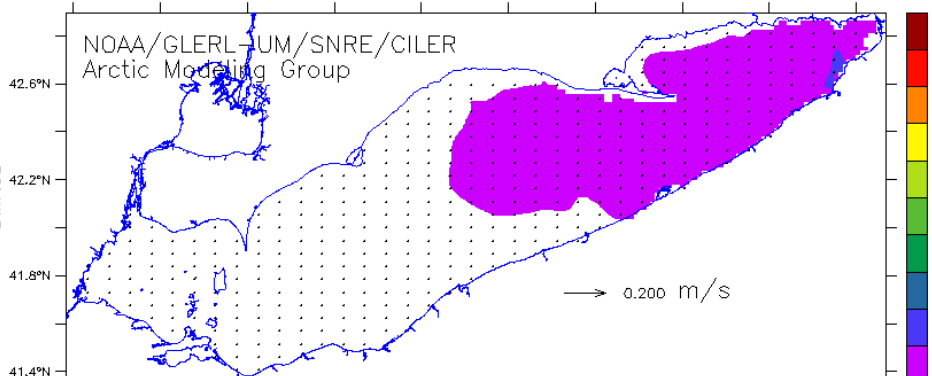 NOAA/GLERL-UM/SNRE/CILER
Arctic Modeling Group
42.6°N
42.2°N
41.8°N
0.200 m/s
41.4°N